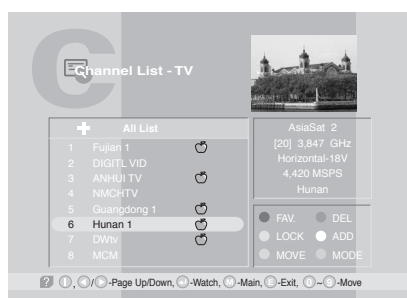 Channel List - TV
All List
1 Fujian 1
2 DIGITL VID
3 ANHUI TV
4 NMCHTV
5 Guangdong 1
6 Hunan 1
7 DWtv
8 MCM
AsiaSat 2
[20] 3,847 GHz
Horizontal-18V
4,420 MSPS
Hunan
FAV. DEL
LOCK ADD
MOVE MODE
? , / -Page Up/Down, -Watch, M -Main, E -Exit, 0 ~ 9 -Move